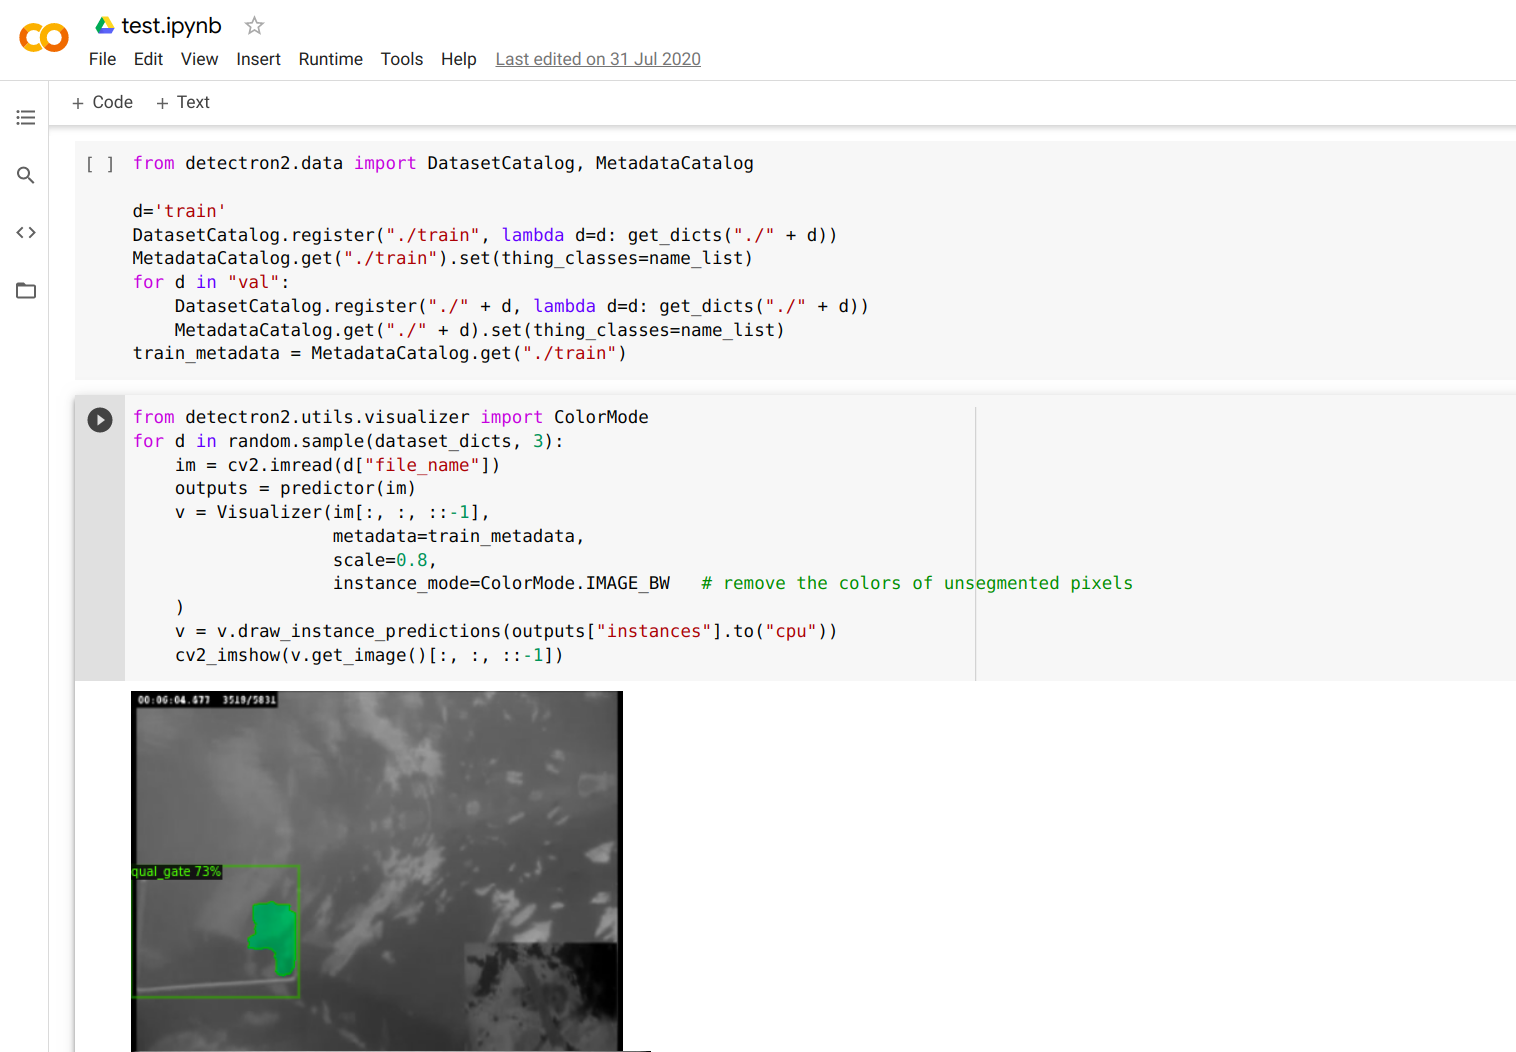 test.ipynb
File Edit View Insert Runtime Tools Help Last edited on 31 Jul 2020
+ Code + Text
[ ] from detectron2.data import DatasetCatalog, MetadataCatalog
d='train'
DatasetCatalog.register("./train", lambda d=d: get_dicts("./" + d))
MetadataCatalog.get("./train").set(thing_classes=name_list)
for d in "val":
    DatasetCatalog.register("./" + d, lambda d=d: get_dicts("./" + d))
    MetadataCatalog.get("./" + d).set(thing_classes=name_list)
train_metadata = MetadataCatalog.get("./train")
from detectron2.utils.visualizer import ColorMode
for d in random.sample(dataset_dicts, 3):
    im = cv2.imread(d["file_name"])
    outputs = predictor(im)
    v = Visualizer(im[:, :, ::-1],
                   metadata=train_metadata,
                   scale=0.8,
                   instance_mode=ColorMode.IMAGE_BW   # remove the colors of unsegmented pixels
    )
    v = v.draw_instance_predictions(outputs["instances"].to("cpu"))
    cv2_imshow(v.get_image()[:, :, ::-1])
00:06:04.677 3519/5831
qual_gate 73%